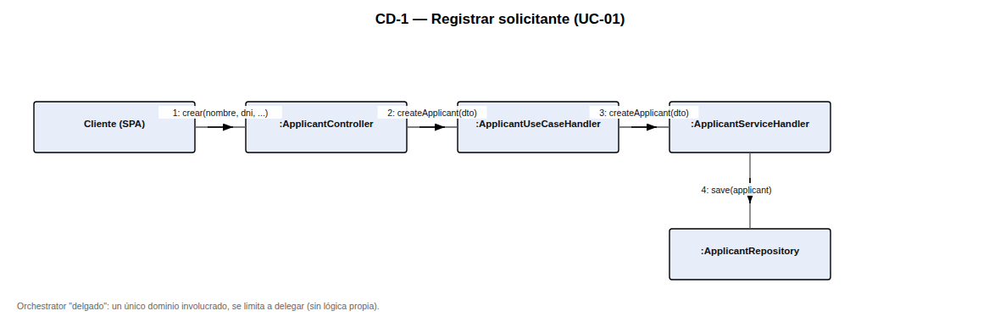 CD-1 — Registrar solicitante (UC-01)
1: crear(nombre, dni, ...)
2: createApplicant(dto)
3: createApplicant(dto)
Cliente (SPA)
:ApplicantController
:ApplicantUseCaseHandler
:ApplicantServiceHandler
4: save(applicant)
:ApplicantRepository
Orchestrator "delgado": un único dominio involucrado, se limita a delegar (sin lógica propia).